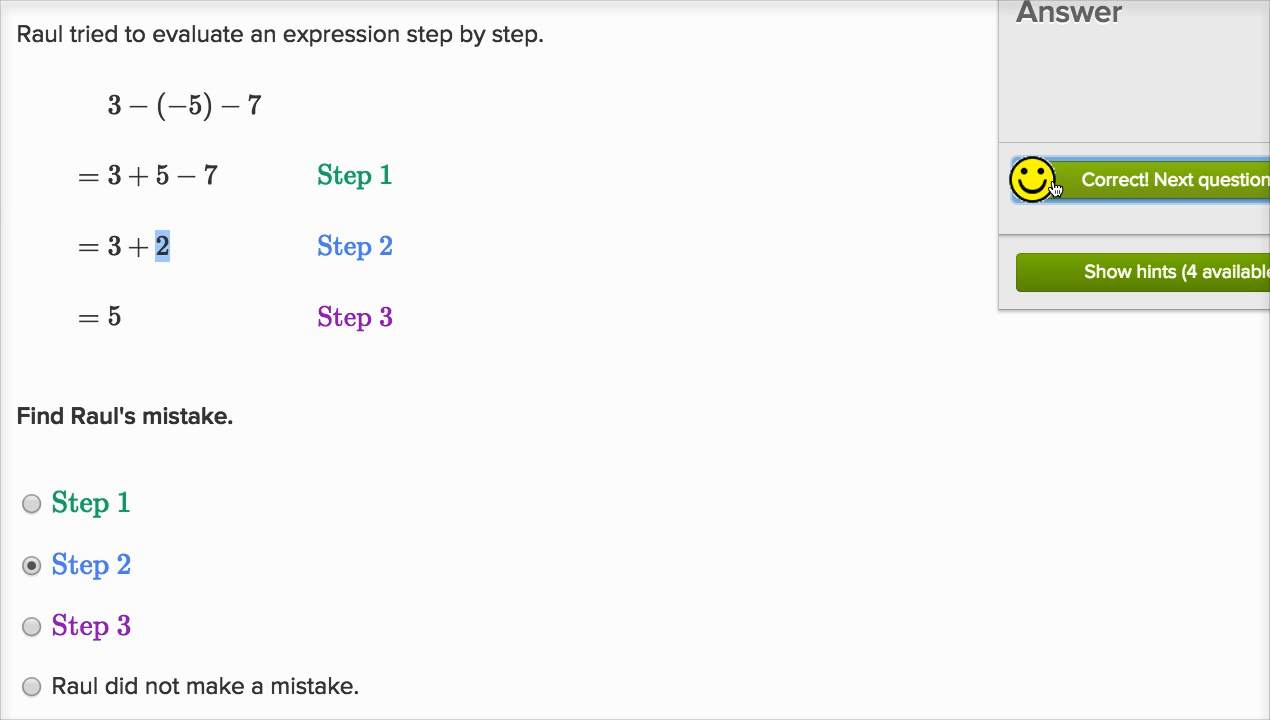 Raul tried to evaluate an expression step by step.
Answer
3 – (–5) – 7
= 3 + 5 – 7 Step 1
Correct! Next question
= 3 + 2 Step 2
Show hints (4 available
= 5 Step 3
Find Raul's mistake.
Step 1
Step 2
Step 3
Raul did not make a mistake.